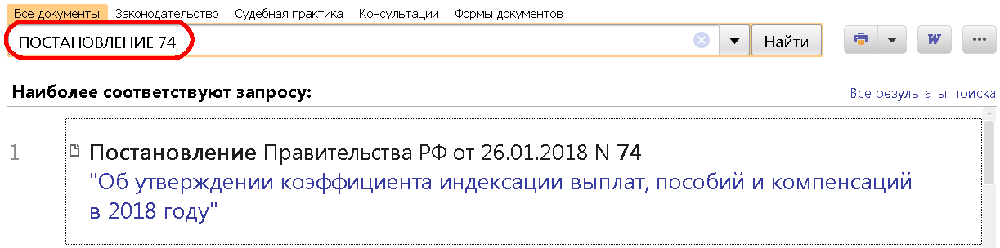 Все документы Законодательство Судебная практика Консультации Формы документов
ПОСТАНОВЛЕНИЕ 74 Найти W
Наиболее соответствуют запросу: Все результаты поиска
1 Постановление Правительства РФ от 26.01.2018 N 74
"Об утверждении коэффициента индексации выплат, пособий и компенсаций
в 2018 году"